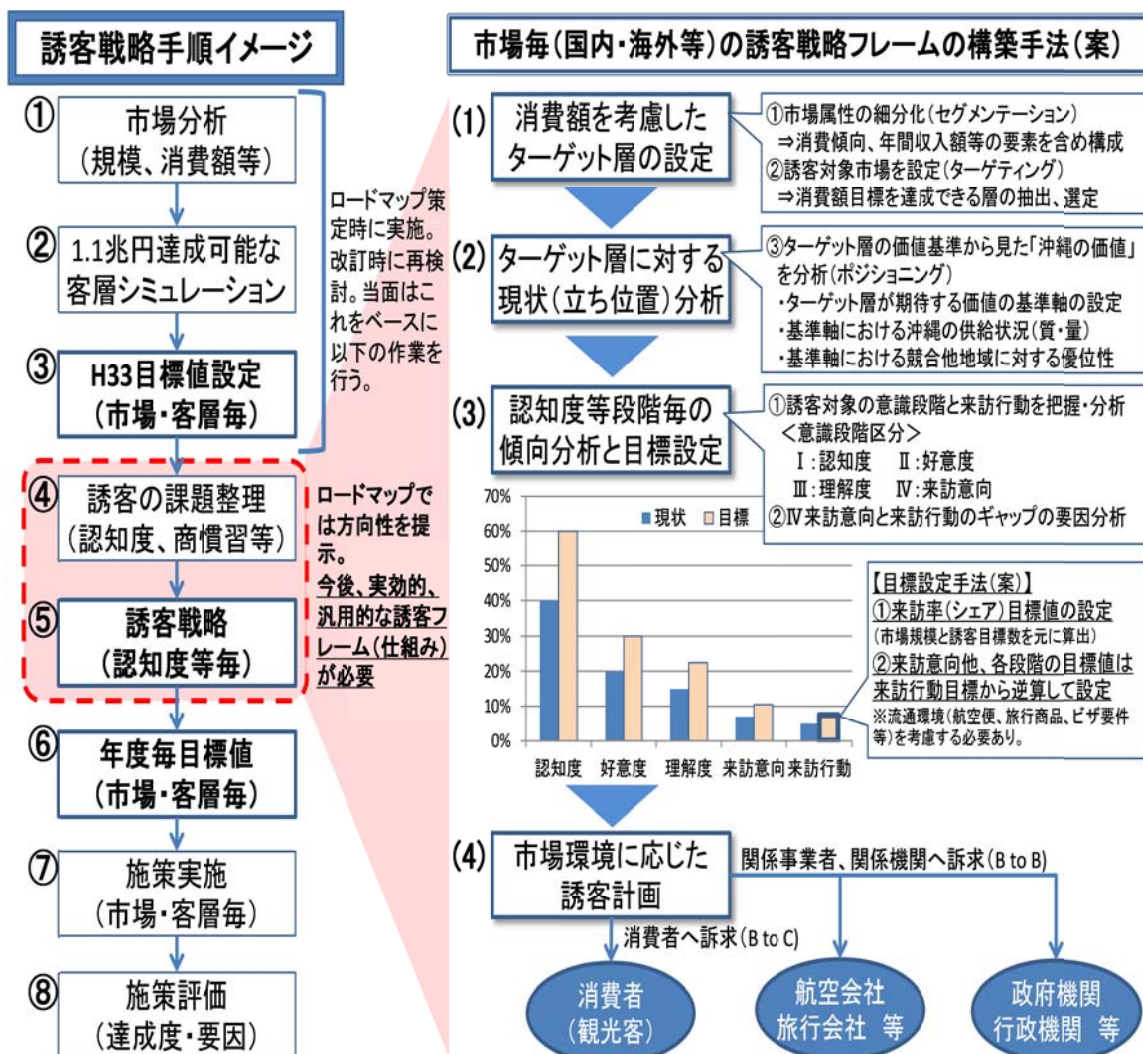 誘客戦略手順イメージ
①
市場分析
(規模、消費額等)
②
1.1兆円達成可能な
客層シミュレーション
③
H33目標値設定
(市場・客層毎)
ロードマップ策
定時に実施。
改訂時に再検
討。当面はこ
れをベースに
以下の作業を
行う。
④
誘客の課題整理
(認知度、商慣習等)
⑤
誘客戦略
(認知度等毎)
ロードマップで
は方向性を提
示。
今後、実効的、
汎用的な誘客フ
レーム(仕組み)
が必要
⑥
年度毎目標値
(市場・客層毎)
⑦
施策実施
(市場・客層毎)
⑧
施策評価
(達成度・要因)
市場毎(国内・海外等)の誘客戦略フレームの構築手法(案)
(1)
消費額を考慮した
ターゲット層の設定
①市場属性の細分化(セグメンテーション)
⇒消費傾向、年間収入額等の要素を含め構成
②誘客対象市場を設定(ターゲティング)
⇒消費額目標を達成できる層の抽出、選定
(2)
ターゲット層に対する
現状(立ち位置)分析
③ターゲット層の価値基準から見た「沖縄の価値」
を分析(ポジショニング)
・ターゲット層が期待する価値の基準軸の設定
・基準軸における沖縄の供給状況(質・量)
・基準軸における競合他地域に対する優位性
(3)
認知度等段階毎の
傾向分析と目標設定
①誘客対象の意識段階と来訪行動を把握・分析
<意識段階区分>
Ⅰ:認知度 Ⅱ:好意度
Ⅲ:理解度 Ⅳ:来訪意向
②Ⅳ来訪意向と来訪行動のギャップの要因分析
70%
60%
50%
40%
30%
20%
10%
0%
現状 目標
認知度 好意度 理解度 来訪意向 来訪行動
【目標設定手法(案)】
①来訪率(シェア)目標値の設定
(市場規模と誘客目標数を元に算出)
②来訪意向他、各段階の目標値は
来訪行動目標から逆算して設定
※流通環境(航空便、旅行商品、ビザ要件
等)を考慮する必要あり。
(4)
市場環境に応じた
誘客計画
関係事業者、関係機関へ訴求(B to B)
消費者へ訴求(B to C)
消費者
(観光客)
航空会社
旅行会社 等
政府機関
行政機関 等